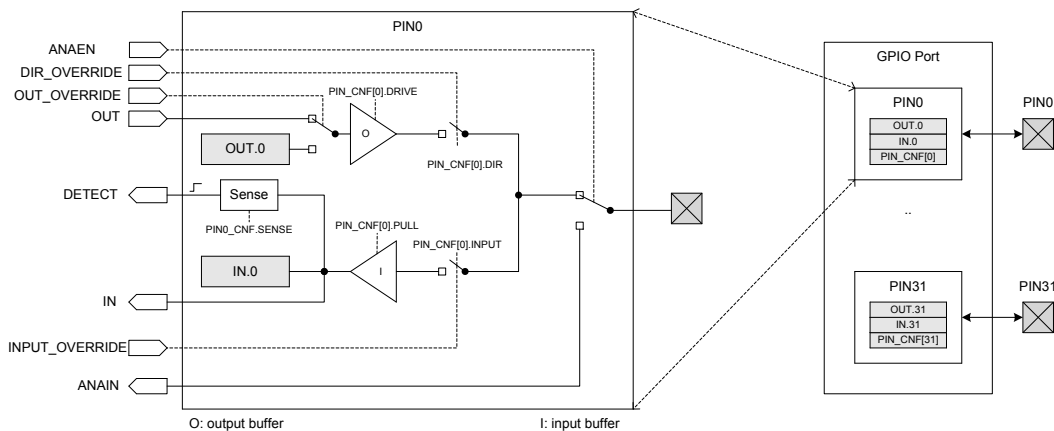 PIN0
ANAEN
DIR_OVERRIDE
OUT_OVERRIDE
OUT
PIN_CNF[0].DRIVE
O
OUT.0
PIN_CNF[0].DIR
DETECT
Sense
PIN0_CNF.SENSE
PIN_CNF[0].PULL
PIN_CNF[0].INPUT
IN.0
I
IN
INPUT_OVERRIDE
ANAIN
O: output buffer
I: input buffer
GPIO Port
PIN0
OUT.0
IN.0
PIN_CNF[0]
PIN0
..
PIN31
OUT.31
IN.31
PIN_CNF[31]
PIN31